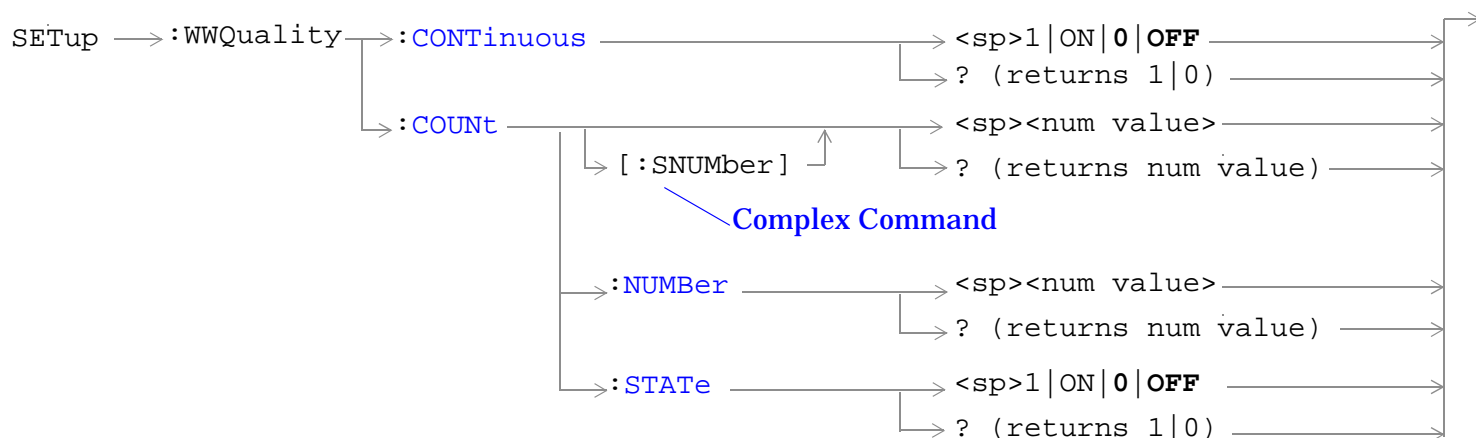 SETup :WWQuality :CONTinuous <sp>1|ON|0|OFF
? (returns 1|0)
:COUNt <sp><num value>
[:SNUMber] ? (returns num value)
Complex Command
:NUMBer <sp><num value>
? (returns num value)
:STATe <sp>1|ON|0|OFF
? (returns 1|0)